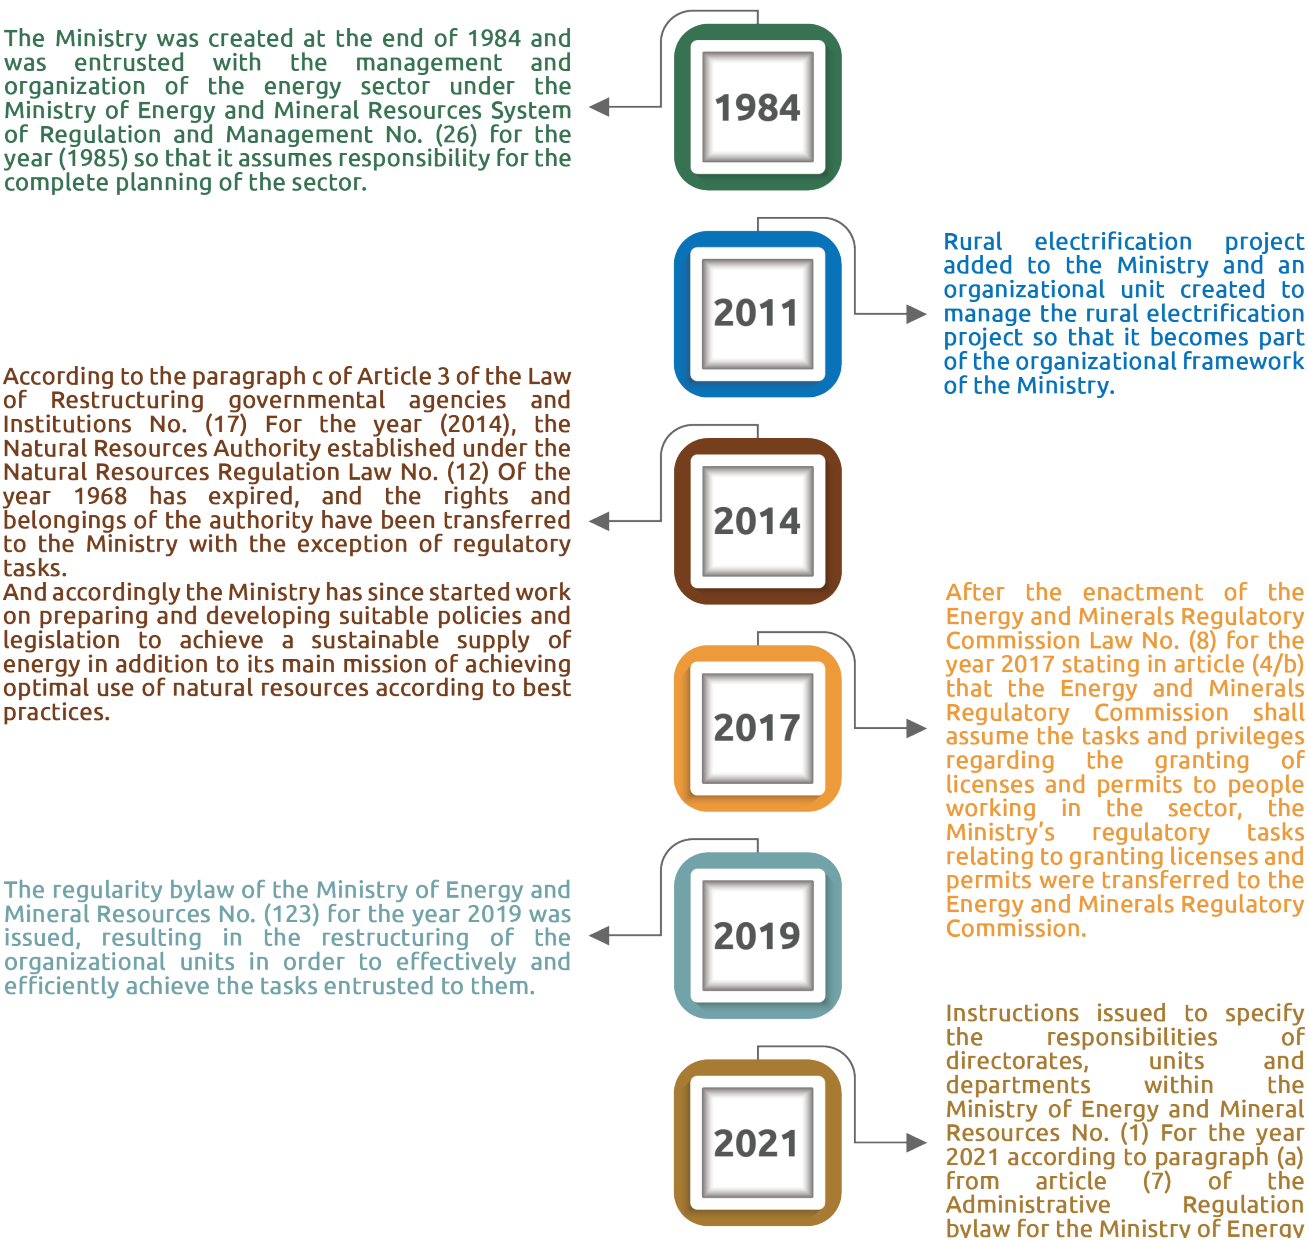 The Ministry was created at the end of 1984 and
was entrusted with the management and
organization of the energy sector under the
Ministry of Energy and Mineral Resources System
of Regulation and Management No. (26) for the
year (1985) so that it assumes responsibility for the
complete planning of the sector.
1984
2011
Rural electrification project
added to the Ministry and an
organizational unit created to
manage the rural electrification
project so that it becomes part
of the organizational framework
of the Ministry.
According to the paragraph c of Article 3 of the Law
of Restructuring governmental agencies and
Institutions No. (17) For the year (2014), the
Natural Resources Authority established under the
Natural Resources Regulation Law No. (12) Of the
year 1968 has expired, and the rights and
belongings of the authority have been transferred
to the Ministry with the exception of regulatory
tasks.
And accordingly the Ministry has since started work
on preparing and developing suitable policies and
legislation to achieve a sustainable supply of
energy in addition to its main mission of achieving
optimal use of natural resources according to best
practices.
2014
2017
After the enactment of the
Energy and Minerals Regulatory
Commission Law No. (8) for the
year 2017 stating in article (4/b)
that the Energy and Minerals
Regulatory Commission shall
assume the tasks and privileges
regarding the granting of
licenses and permits to people
working in the sector, the
Ministry's regulatory tasks
relating to granting licenses and
permits were transferred to the
Energy and Minerals Regulatory
Commission.
The regularity bylaw of the Ministry of Energy and
Mineral Resources No. (123) for the year 2019 was
issued, resulting in the restructuring of the
organizational units in order to effectively and
efficiently achieve the tasks entrusted to them.
2019
2021
Instructions issued to specify
the responsibilities of
directorates, units and
departments within the
Ministry of Energy and Mineral
Resources No. (1) For the year
2021 according to paragraph (a)
from article (7) of the
Administrative Regulation
bylaw for the Ministry of Energy